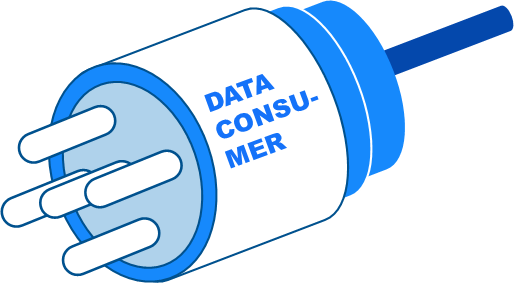 DATA
CONSU-
MER